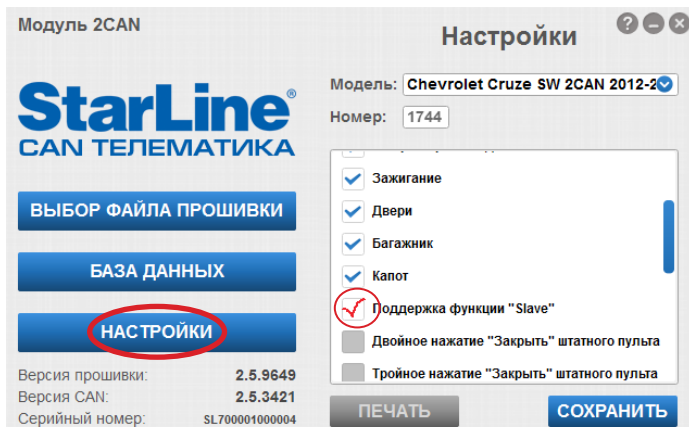 Модуль 2CAN
StarLine®
CAN ТЕЛЕМАТИКА
ВЫБОР ФАЙЛА ПРОШИВКИ
БАЗА ДАННЫХ
НАСТРОЙКИ
Версия прошивки: 2.5.9649
Версия CAN: 2.5.3421
Серийный номер: SL700001000004
Настройки
Модель: Chevrolet Cruze SW 2CAN 2012-2
Номер: 1744
Зажигание
Двери
Багажник
Капот
Поддержка функции "Slave"
Двойное нажатие "Закрыть" штатного пульта
Тройное нажатие "Закрыть" штатного пульта
ПЕЧАТЬ
СОХРАНИТЬ